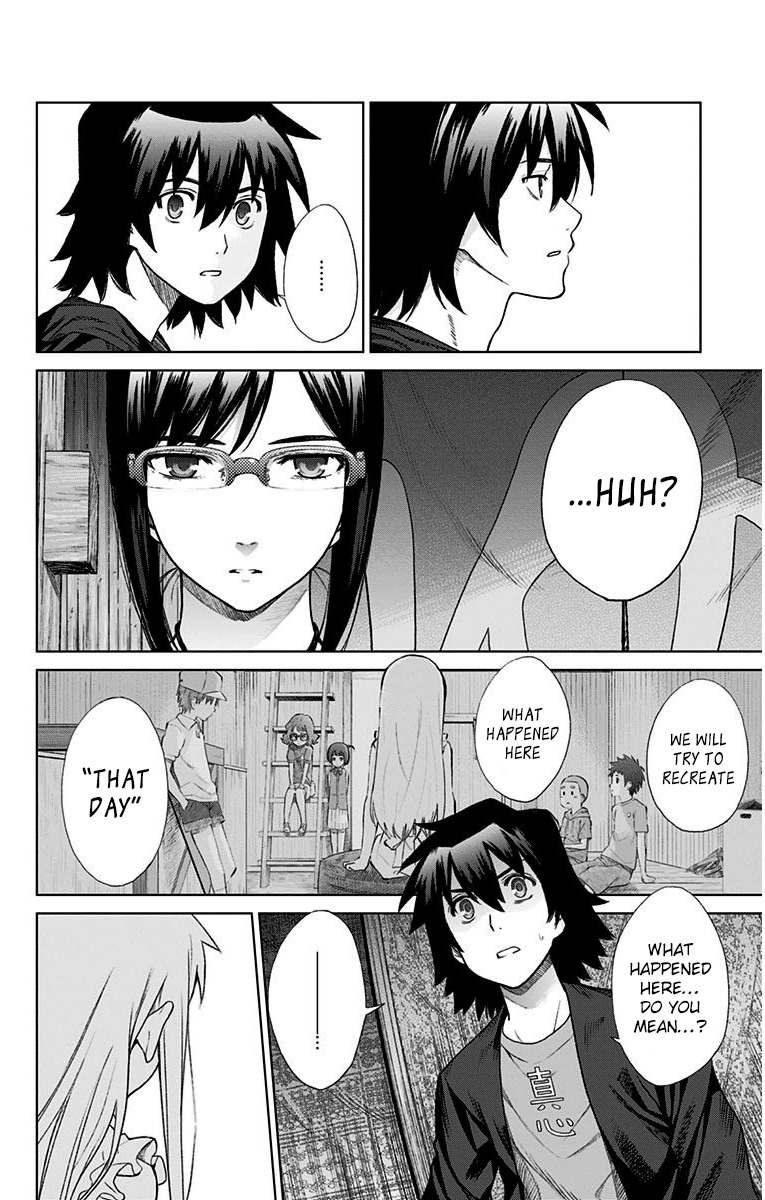 ......
...HUH?
WE WILL
TRY TO
RECREATE
WHAT
HAPPENED
HERE
"THAT
DAY"
WHAT
HAPPENED
HERE...
DO YOU
MEAN...?
真心